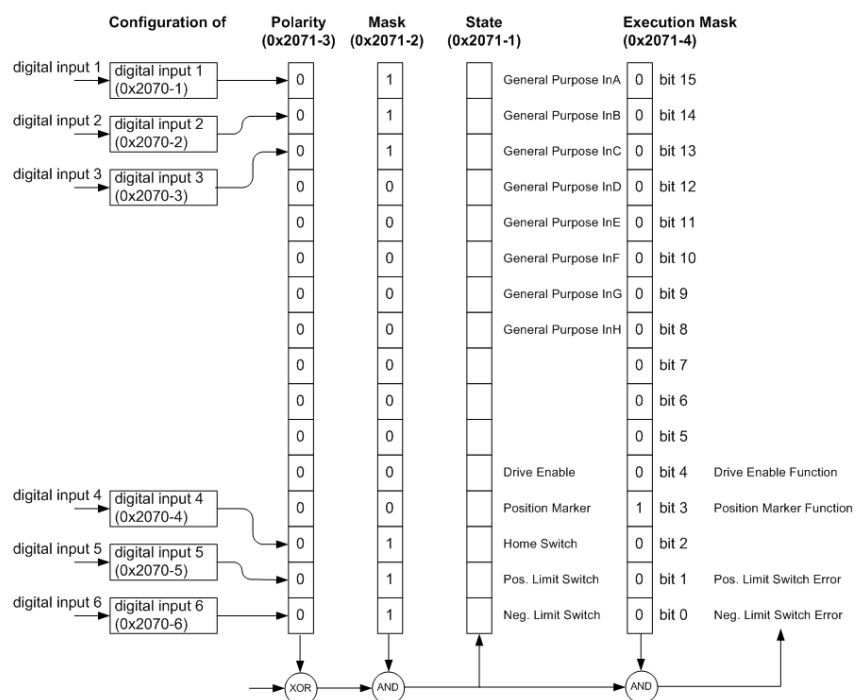 Configuration of Polarity Mask State Execution Mask
(0x2071-3) (0x2071-2) (0x2071-1) (0x2071-4)
digital input 1 digital input 1 0 1 General Purpose InA 0 bit 15
(0x2070-1)
digital input 2 digital input 2 0 1 General Purpose InB 0 bit 14
(0x2070-2)
digital input 3 digital input 3 0 1 General Purpose InC 0 bit 13
(0x2070-3)
0 0 General Purpose InD 0 bit 12
0 0 General Purpose InE 0 bit 11
0 0 General Purpose InF 0 bit 10
0 0 General Purpose InG 0 bit 9
0 0 General Purpose InH 0 bit 8
0 0 0 bit 7
0 0 0 bit 6
0 0 0 bit 5
0 0 Drive Enable 0 bit 4 Drive Enable Function
digital input 4 digital input 4 0 0 Position Marker 1 bit 3 Position Marker Function
(0x2070-4)
0 1 Home Switch 0 bit 2
digital input 5 digital input 5 0 1 Pos. Limit Switch 0 bit 1 Pos. Limit Switch Error
(0x2070-5)
digital input 6 digital input 6 0 1 Neg. Limit Switch 0 bit 0 Neg. Limit Switch Error
(0x2070-6)
XOR AND AND